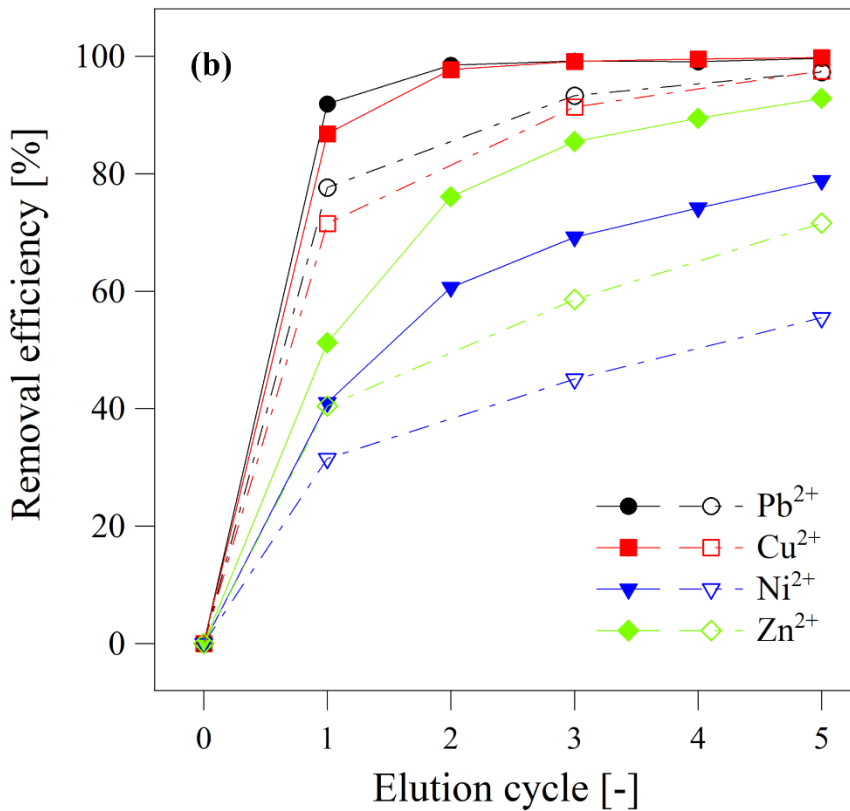 (b)
Removal efficiency [%]
100
80
60
40
20
0
Pb2+
Cu2+
Ni2+
Zn2+
0 1 2 3 4 5
Elution cycle [-]